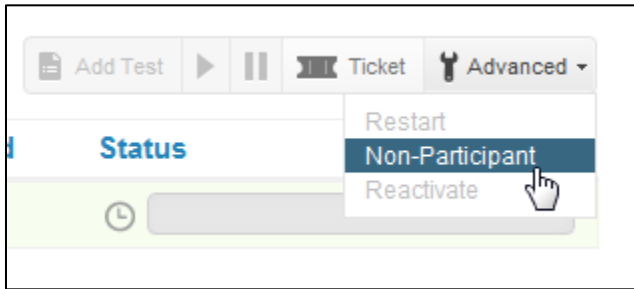 Add Test Ticket Advanced
Restart
d Status Non-Participant
Reactivate